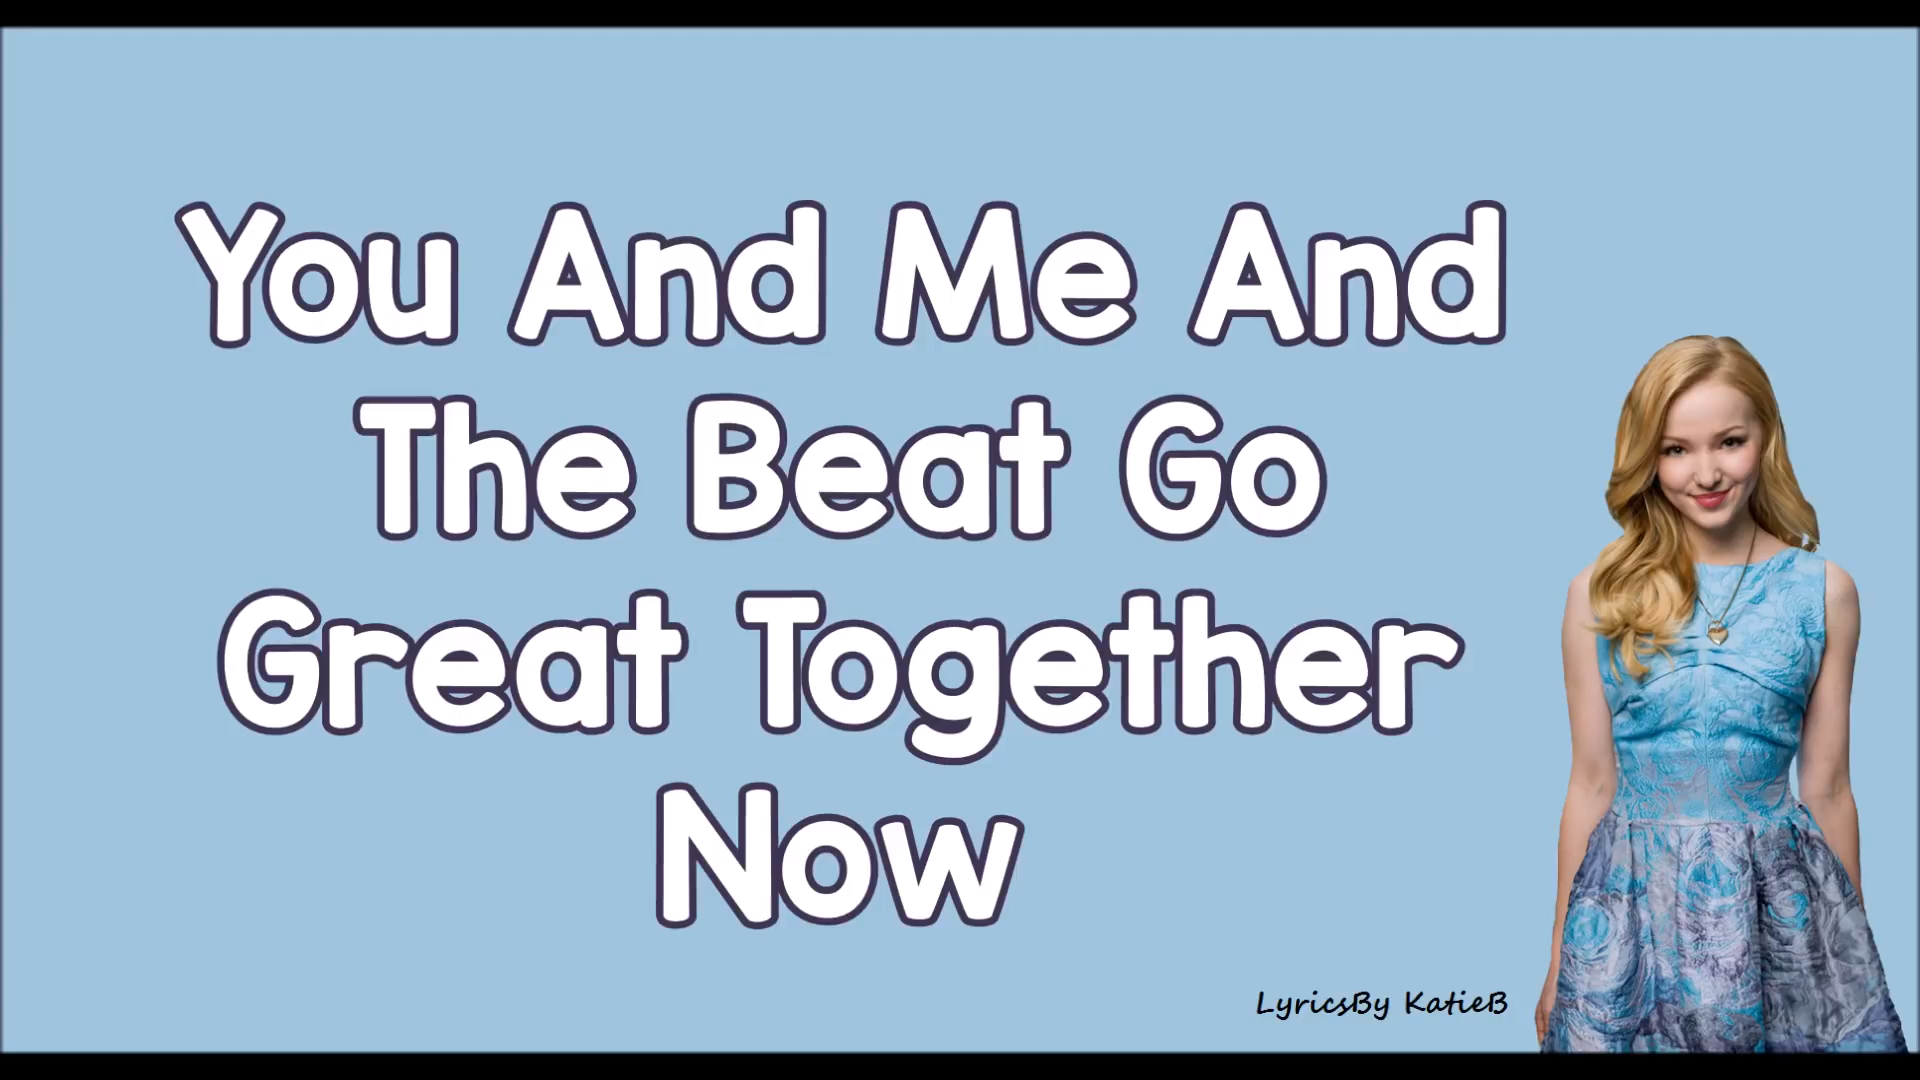 You And Me And
The Beat Go
Great Together
Now
LyricsBy KatieB